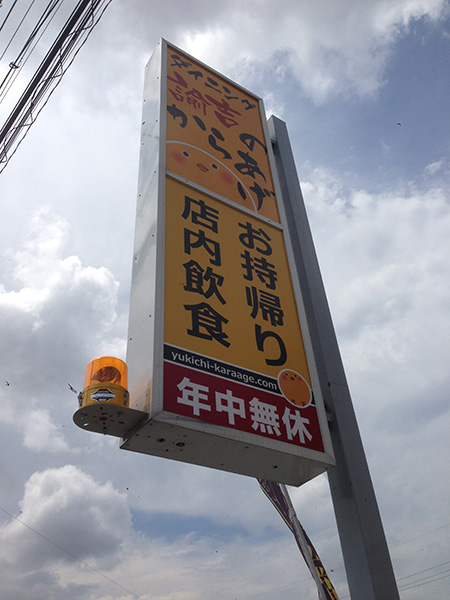 ダイニング
諭吉の
からあげ
お持帰り
店内飲食
yukichi-karaage.com
年中無休